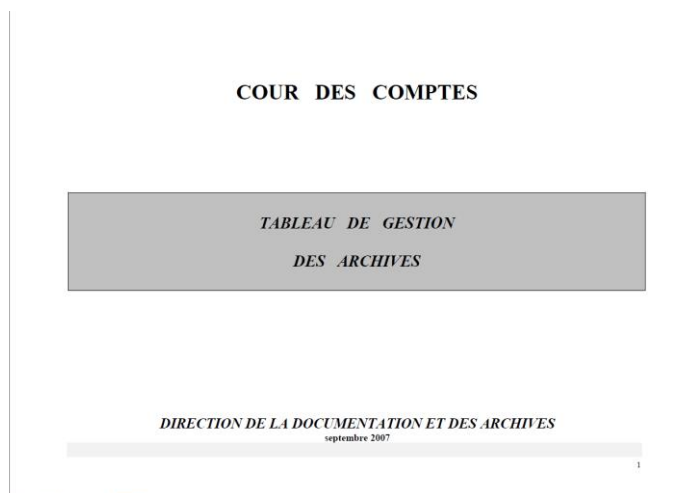 COUR DES COMPTES
TABLEAU DE GESTION
DES ARCHIVES
DIRECTION DE LA DOCUMENTATION ET DES ARCHIVES
septembre 2007
1